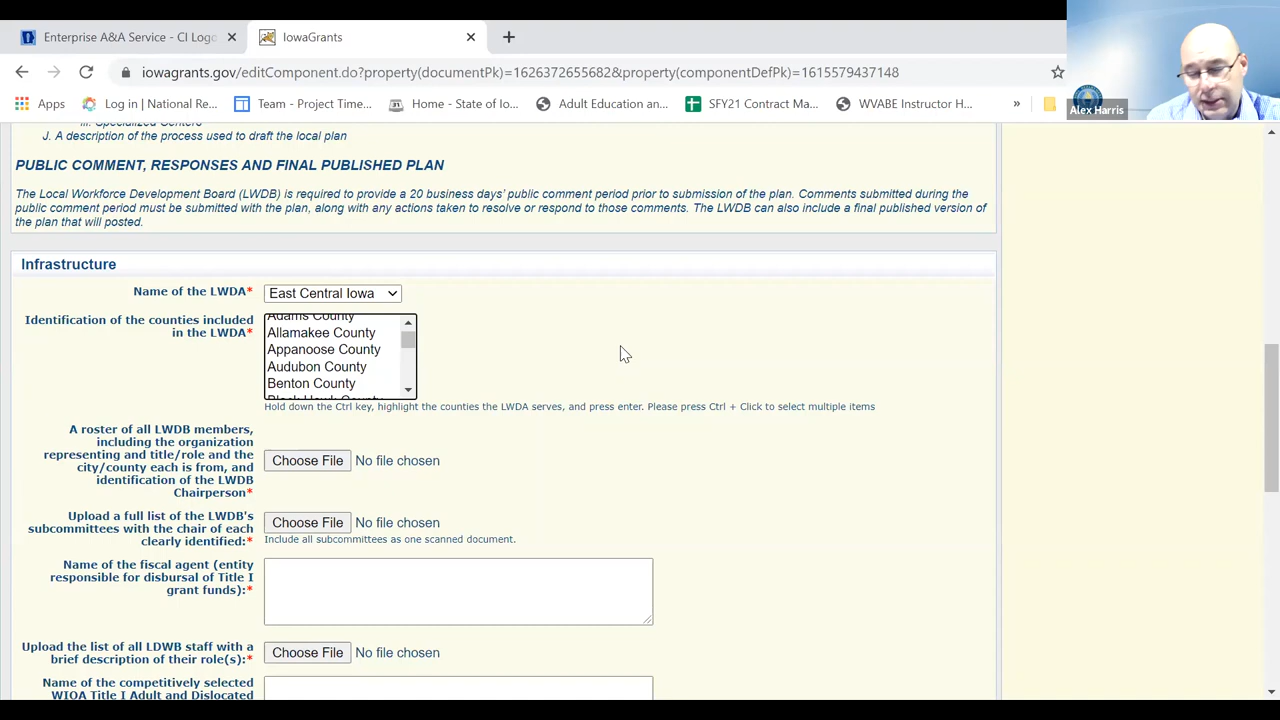 Enterprise A&A Service - CI Logo
IowaGrants
iowagrants.gov/editComponent.do?property(documentPk)=1626372655682&property(componentDefPk)=1615579437148
Apps
Log in | National Re...
Team - Project Time...
Home - State of Io...
Adult Education an...
SFY21 Contract Ma...
WVABE Instructor H...
»
Alex Harris
iii. Specialized Centers
J. A description of the process used to draft the local plan
PUBLIC COMMENT, RESPONSES AND FINAL PUBLISHED PLAN
The Local Workforce Development Board (LWDB) is required to provide a 20 business days' public comment period prior to submission of the plan. Comments submitted during the
public comment period must be submitted with the plan, along with any actions taken to resolve or respond to those comments. The LWDB can also include a final published version of
the plan that will posted.
Infrastructure
Name of the LWDA*
East Central Iowa
Identification of the counties included
in the LWDA*
Adams County
Allamakee County
Appanoose County
Audubon County
Benton County
Black Hawk County
Hold down the Ctrl key, highlight the counties the LWDA serves, and press enter. Please press Ctrl + Click to select multiple items
A roster of all LWDB members,
including the organization
representing and title/role and the
city/county each is from, and
identification of the LWDB
Chairperson*
Choose File No file chosen
Upload a full list of the LWDB's
subcommittees with the chair of each
clearly identified:*
Choose File No file chosen
Include all subcommittees as one scanned document.
Name of the fiscal agent (entity
responsible for disbursal of Title I
grant funds):*
Upload the list of all LDWB staff with a
brief description of their role(s):*
Choose File No file chosen
Name of the competitively selected
WIOA Title I Adult and Dislocated